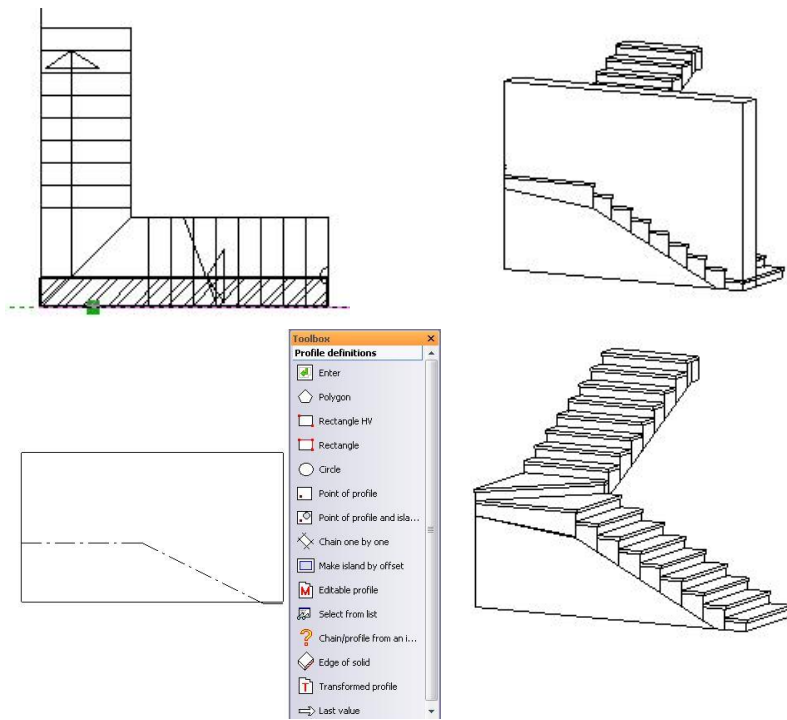 Toolbox
Profile definitions
Enter
Polygon
Rectangle HV
Rectangle
Circle
Point of profile
Point of profile and isla...
Chain one by one
Make island by offset
Editable profile
Select from list
Chain/profile from an i...
Edge of solid
Transformed profile
Last value